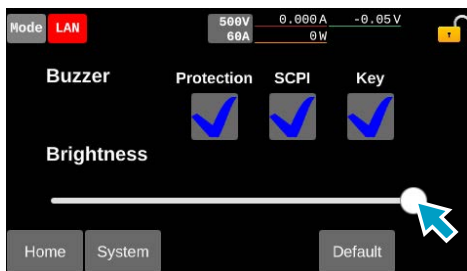 Mode LAN 500V 0.000A -0.05V
60A 0W
Buzzer Protection SCPI Key
Brightness
Home System Default